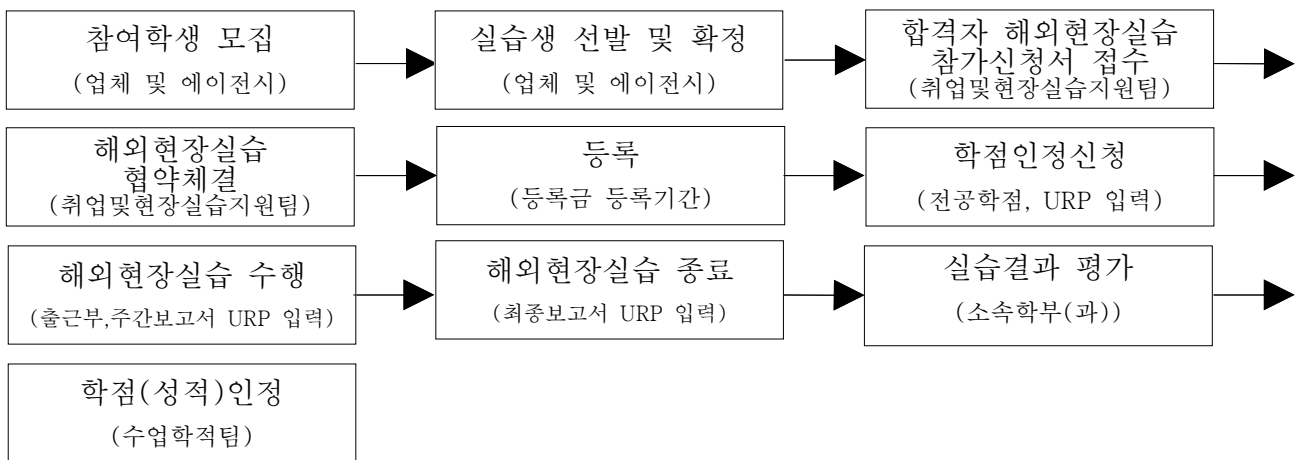 참여학생 모집
(업체 및 에이전시)
실습생 선발 및 확정
(업체 및 에이전시)
합격자 해외현장실습
참가신청서 접수
(취업및현장실습지원팀)
해외현장실습
협약체결
(취업및현장실습지원팀)
등록
(등록금 등록기간)
학점인정신청
(전공학점, URP 입력)
해외현장실습 수행
(출근부,주간보고서 URP 입력)
해외현장실습 종료
(최종보고서 URP 입력)
실습결과 평가
(소속학부(과))
학점(성적)인정
(수업학적팀)